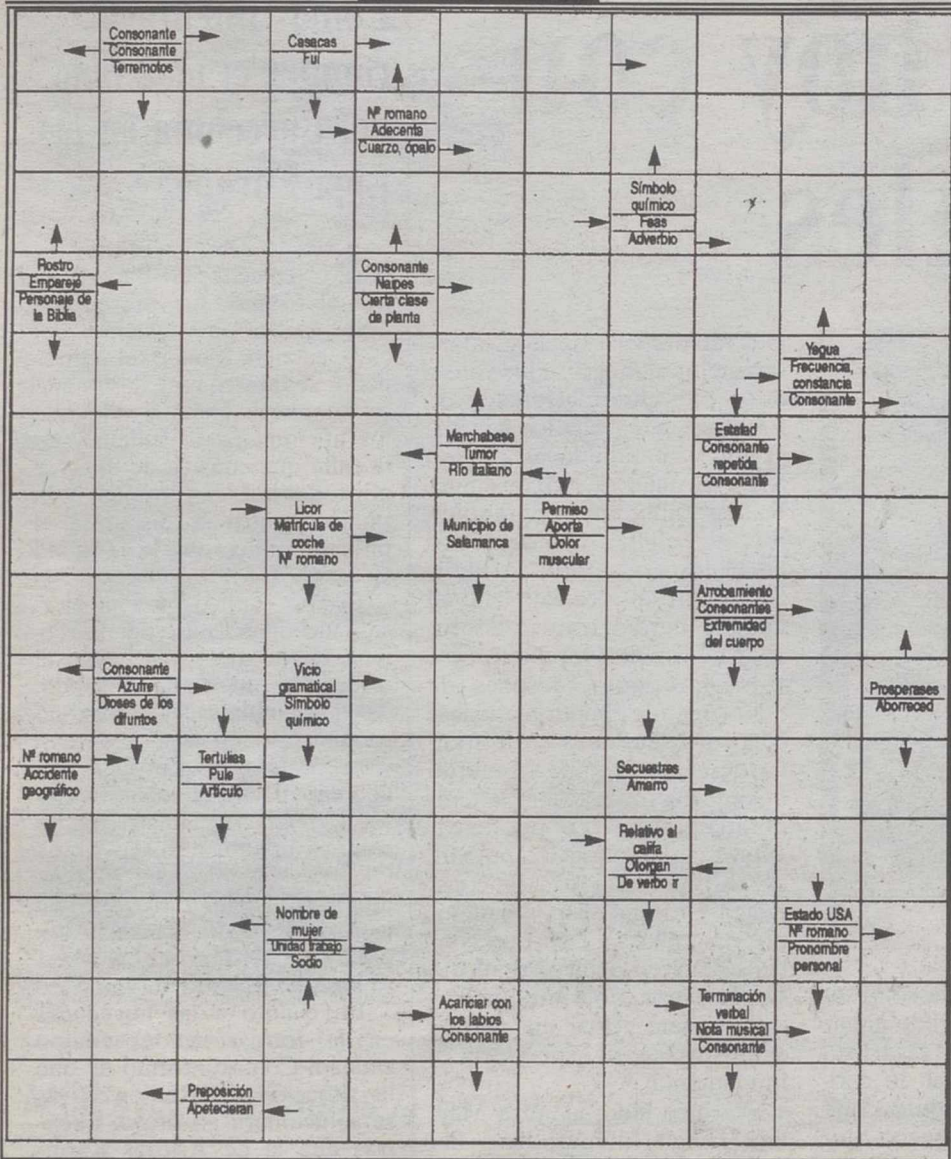 Consonante
Consonante
Terremotos
Casacas
Fuí
Nº romano
Adecenta
Cuarzo, ópalo
Símbolo
químico
Feas
Adverbio
Rostro
Emparejé
Personaje de
la Biblia
Consonante
Naipes
Cierta clase
de planta
Yegua
Frecuencia,
constancia
Consonante
Marchabase
Tumor
Río italiano
Estafad
Consonante
repetida
Consonante
Licor
Matrícula de
coche
Nº romano
Municipio de
Salamanca
Permiso
Aporta
Dolor
muscular
Arrobamiento
Consonantes
Extremidad
del cuerpo
Consonante
Azufre
Dioses de los
difuntos
Vicio
gramatical
Símbolo
químico
Prosperases
Aborreced
Nº romano
Accidente
geográfico
Tertulias
Pule
Artículo
Secuestres
Amarro
Relativo al
califa
Otorgan
De verbo ir
Nombre de
mujer
Unidad trabajo
Sodio
Estado USA
Nº romano
Pronombre
personal
Acariciar con
los labios
Consonante
Terminación
verbal
Nota musical
Consonante
Preposición
Apetecieran